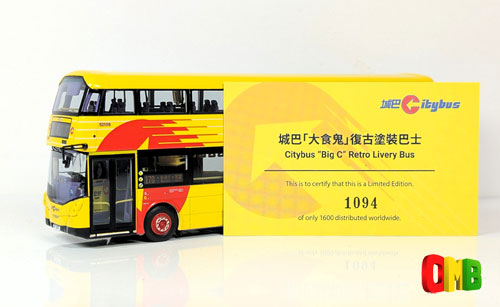 城巴 Citybus
城巴「大食鬼」復古塗裝巴士
Citybus "Big C" Retro Livery Bus
This is to certify that this is a Limited Edition.
1094
of only 1600 distributed worldwide.
CMB